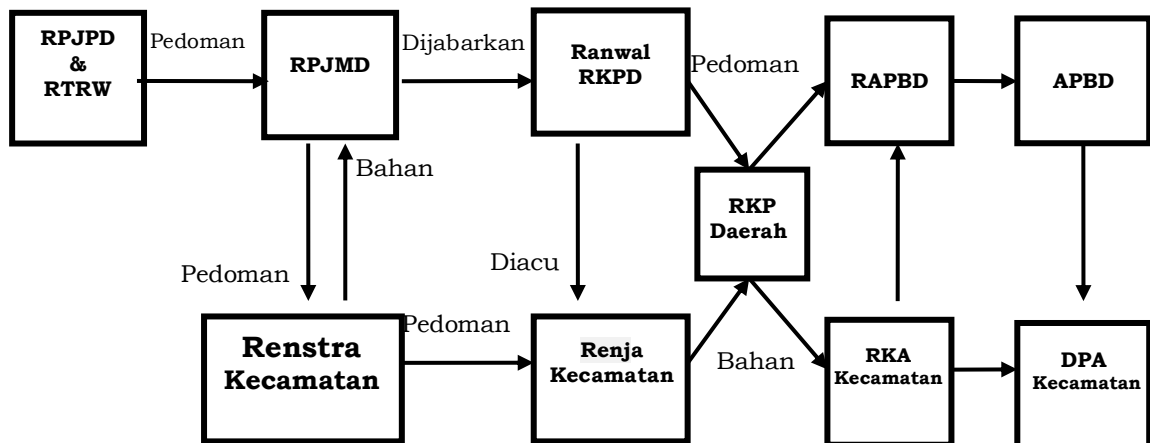 RPJPD
&
RTRW
Pedoman
RPJMD
Dijabarkan
Ranwal
RKPD
Pedoman
RAPBD
APBD
Bahan
RKP
Daerah
Pedoman
Diacu
Renstra
Kecamatan
Pedoman
Renja
Kecamatan
Bahan
RKA
Kecamatan
DPA
Kecamatan